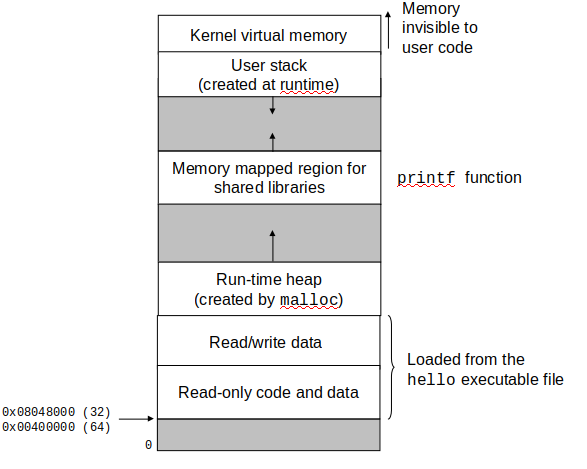 Memory
invisible to
user code
Kernel virtual memory
User stack
(created at runtime)
Memory mapped region for
shared libraries
printf function
Run-time heap
(created by malloc)
Read/write data
Loaded from the
hello executable file
Read-only code and data
0x08048000 (32)
0x00400000 (64)
0